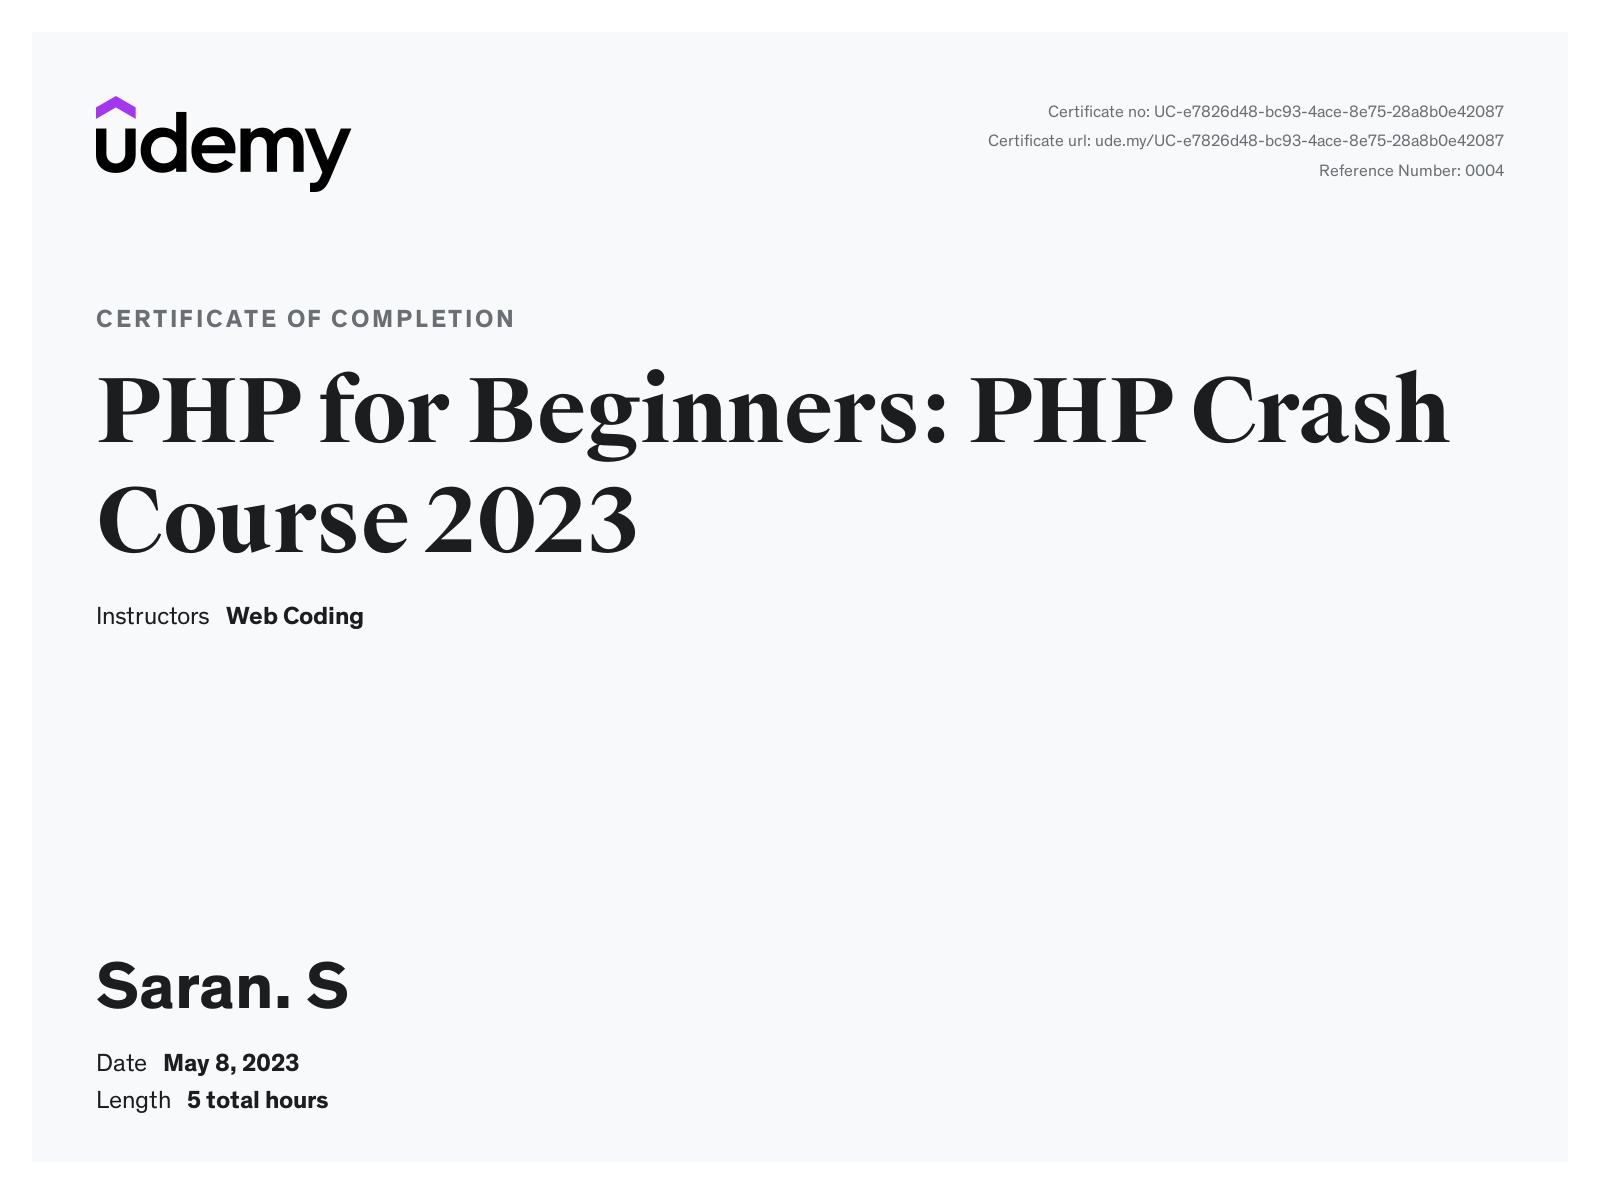 udemy
Certificate no: UC-e7826d48-bc93-4ace-8e75-28a8b0e42087
Certificate url: ude.my/UC-e7826d48-bc93-4ace-8e75-28a8b0e42087
Reference Number: 0004
CERTIFICATE OF COMPLETION
PHP for Beginners: PHP Crash
Course 2023
Instructors Web Coding
Saran. S
Date May 8, 2023
Length 5 total hours